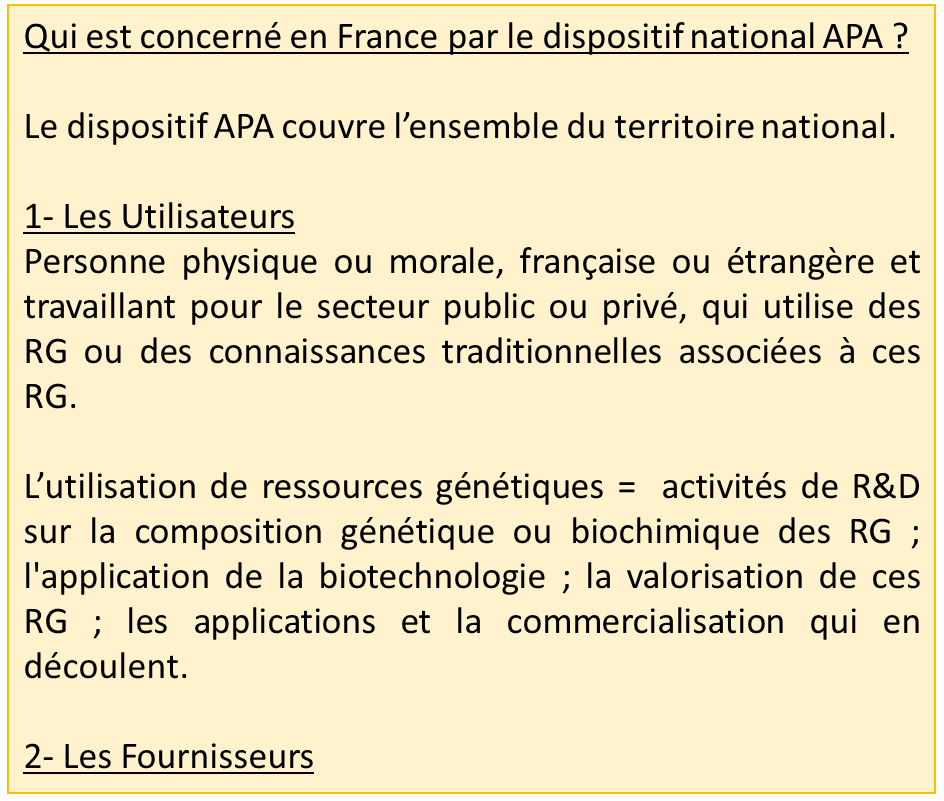 Qui est concerné en France par le dispositif national APA ?
Le dispositif APA couvre l’ensemble du territoire national.
1- Les Utilisateurs
Personne physique ou morale, française ou étrangère et
travaillant pour le secteur public ou privé, qui utilise des
RG ou des connaissances traditionnelles associées à ces
RG.
L’utilisation de ressources génétiques = activités de R&D
sur la composition génétique ou biochimique des RG ;
l'application de la biotechnologie ; la valorisation de ces
RG ; les applications et la commercialisation qui en
découlent.
2- Les Fournisseurs